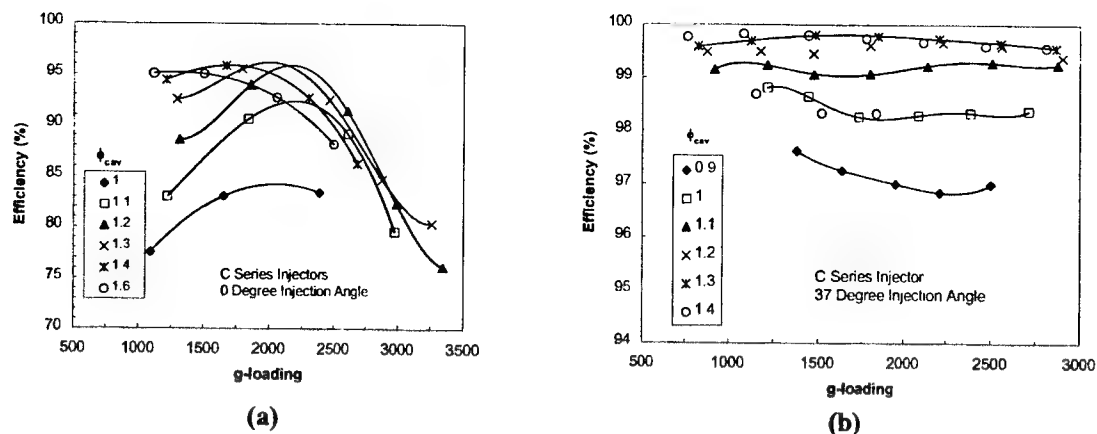 100
95
90
85
80
75
70
Efficiency (%)
ϕcav
1
1 1
1.2
1.3
1 4
1.6
C Series Injectors
0 Degree Injection Angle
500 1000 1500 2000 2500 3000 3500
g-loading
(a)
100
99
98
97
96
95
94
Efficiency (%)
ϕcav
0 9
1
1.1
1.2
1.3
1 4
C Series Injector
37 Degree Injection Angle
500 1000 1500 2000 2500 3000
g-loading
(b)